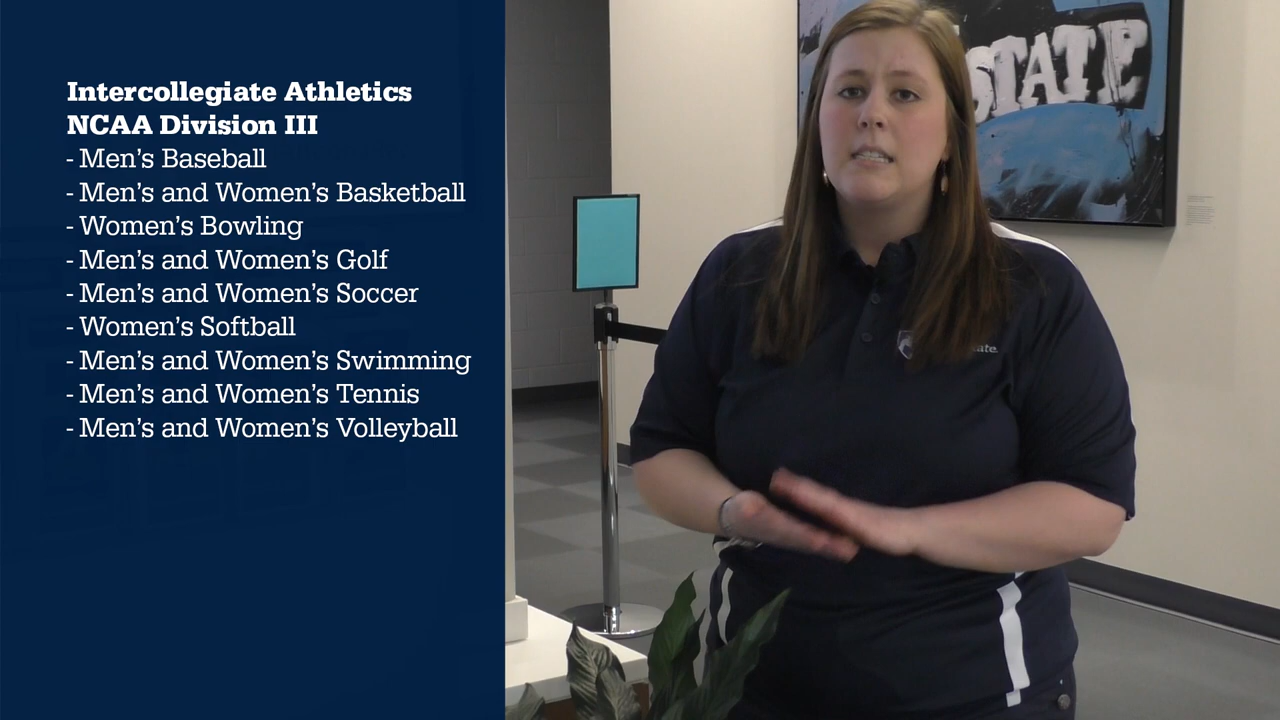 Intercollegiate Athletics
NCAA Division III
- Men's Baseball
- Men's and Women's Basketball
- Women's Bowling
- Men's and Women's Golf
- Men's and Women's Soccer
- Women's Softball
- Men's and Women's Swimming
- Men's and Women's Tennis
- Men's and Women's Volleyball
STATE